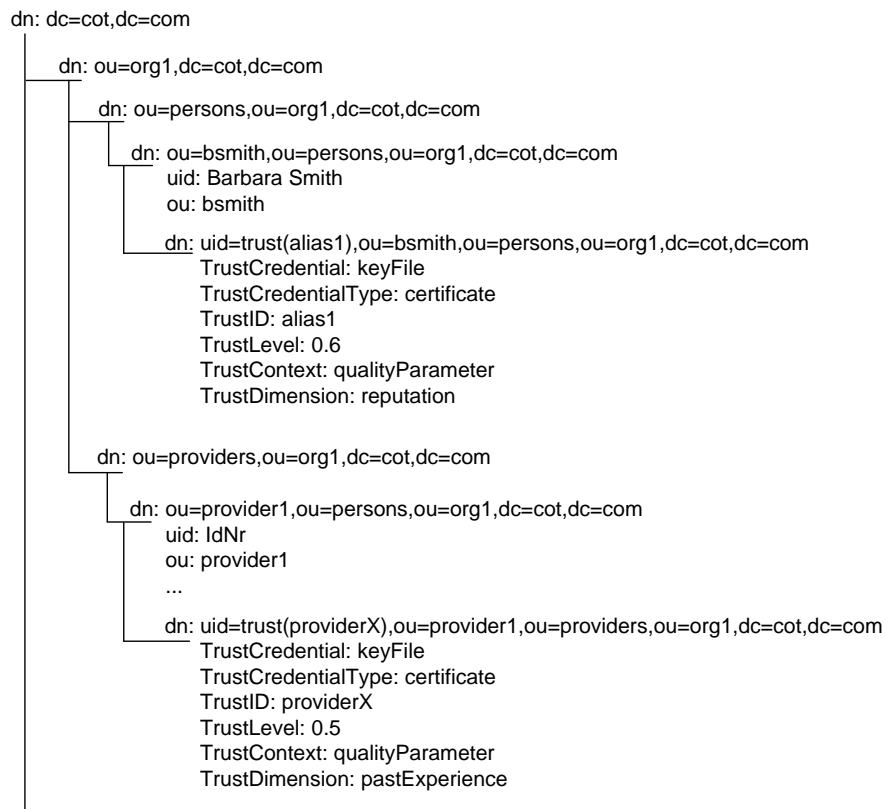 dn: dc=cot,dc=com
dn: ou=org1,dc=cot,dc=com
dn: ou=persons,ou=org1,dc=cot,dc=com
dn: ou=bsmith,ou=persons,ou=org1,dc=cot,dc=com
uid: Barbara Smith
ou: bsmith
dn: uid=trust(alias1),ou=bsmith,ou=persons,ou=org1,dc=cot,dc=com
TrustCredential: keyFile
TrustCredentialType: certificate
TrustID: alias1
TrustLevel: 0.6
TrustContext: qualityParameter
TrustDimension: reputation
dn: ou=providers,ou=org1,dc=cot,dc=com
dn: ou=provider1,ou=persons,ou=org1,dc=cot,dc=com
uid: IdNr
ou: provider1
...
dn: uid=trust(providerX),ou=provider1,ou=providers,ou=org1,dc=cot,dc=com
TrustCredential: keyFile
TrustCredentialType: certificate
TrustID: providerX
TrustLevel: 0.5
TrustContext: qualityParameter
TrustDimension: pastExperience